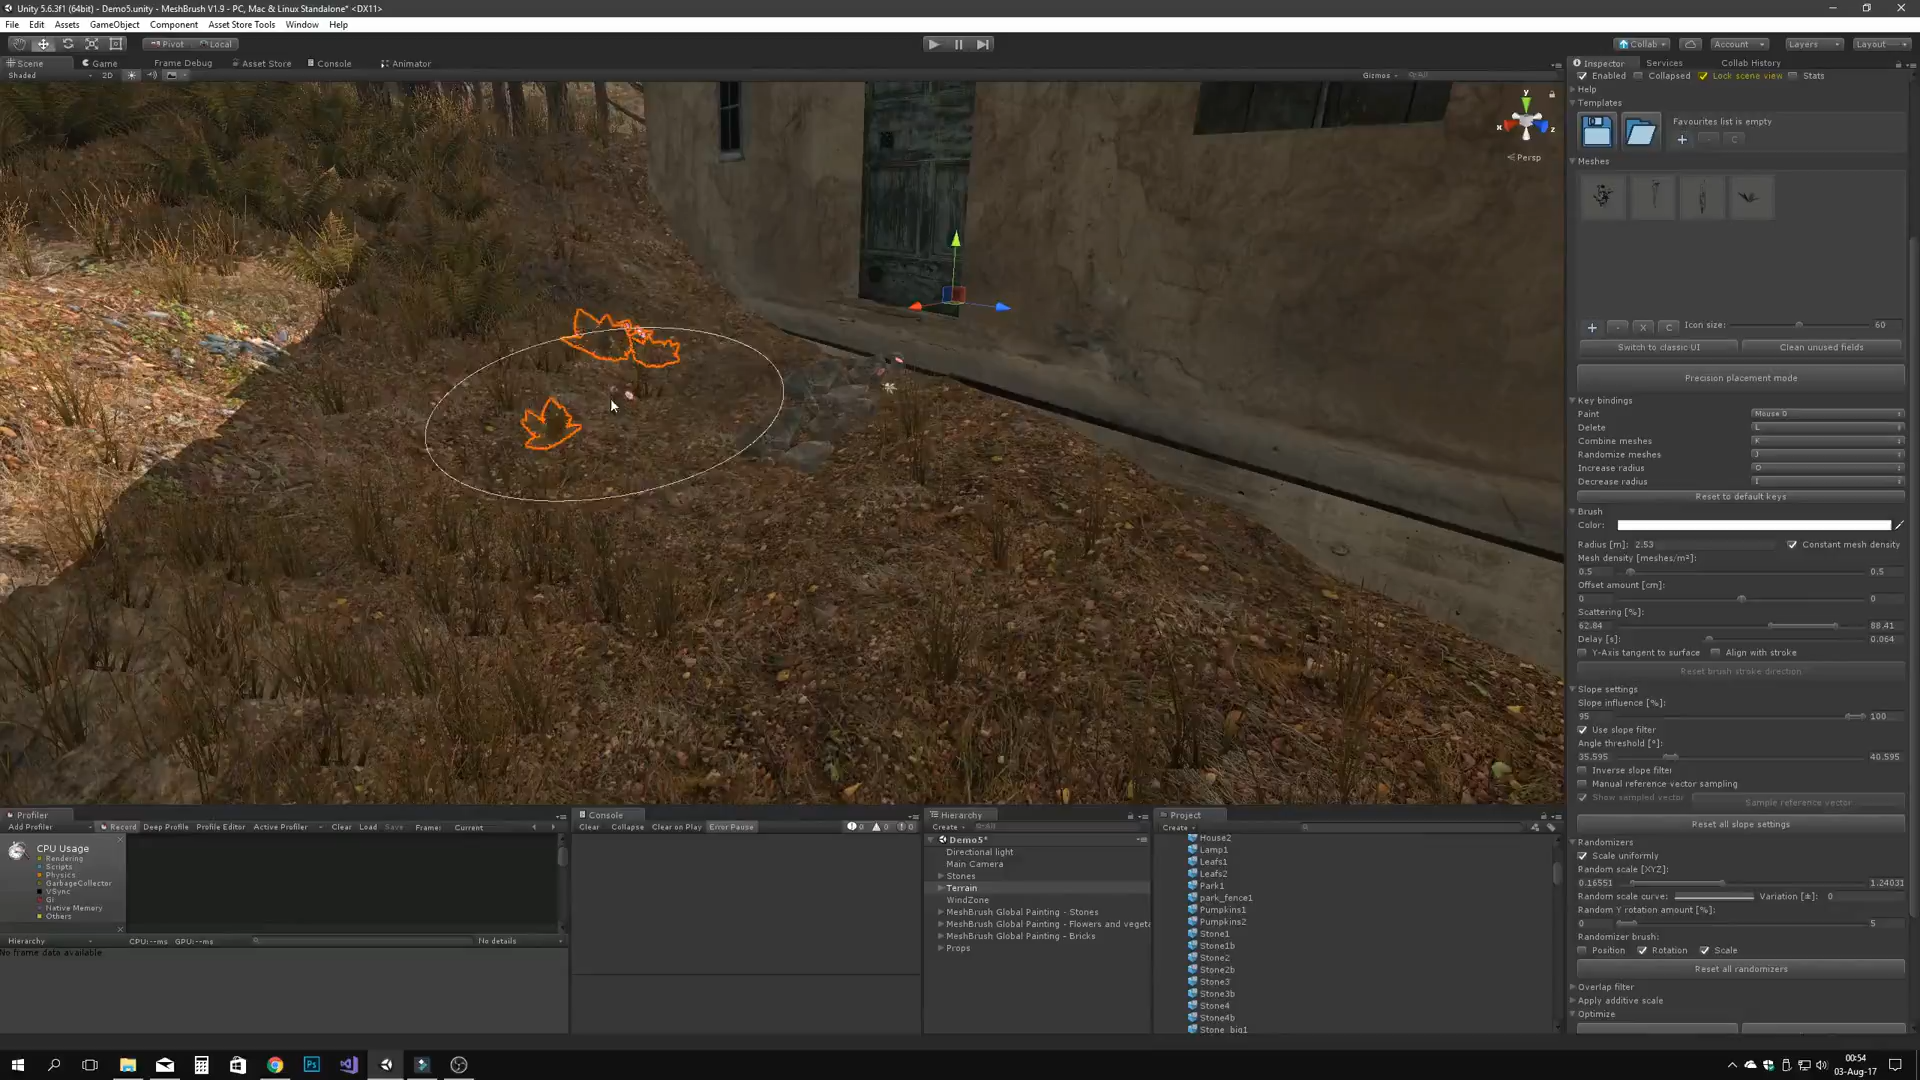 Unity 5.6.3f1 (64bit) - Demo5.unity - MeshBrush V1.9 - PC, Mac & Linux Standalone* <DX11>
File Edit Assets GameObject Component Asset Store Tools Window Help
Pivot Local Collab Account Layers Layout
Scene Game Frame Debug Asset Store Console Animator
Shaded 2D Gizmos All
y
x
z
Persp
Inspector Services Collab History
Enabled Collapsed Lock scene view Stats
Help
Templates
Favourites list is empty
+ - C
Meshes
+ - X C Icon size: 60
Switch to classic UI Clean unused fields
Precision placement mode
Key bindings
Paint Mouse 0
Delete L
Combine meshes K
Randomize meshes J
Increase radius O
Decrease radius I
Reset to default keys
Brush
Color:
Radius [m]: 2.53 Constant mesh density
Mesh density [meshes/m²]:
0.5 0.5
Offset amount [cm]:
0 0
Scattering [%]:
62.84 88.41
Delay [s]: 0.064
Y-Axis tangent to surface Align with stroke
Reset brush stroke direction
Slope settings
Slope influence [%]:
95 100
Use slope filter
Angle threshold [°]:
35.595 40.595
Inverse slope filter
Manual reference vector sampling
Show sampled vector Sample reference vector
Reset all slope settings
Randomizers
Scale uniformly
Random scale [XYZ]:
0.16551 1.24031
Random scale curve: Variation [±]: 0
Random Y rotation amount [%]:
0 5
Randomizer brush:
Position Rotation Scale
Reset all randomizers
Overlap filter
Apply additive scale
Optimize
Profiler
Add Profiler Record Deep Profile Profiler Editor Active Profiler Clear Load Save Frame: Current
CPU Usage
Rendering
Scripts
Physics
GarbageCollector
VSync
Gi
Native Memory
Others
Hierarchy CPU:--ms GPU:--ms No details
No frame data available
Console
Clear Collapse Clear on Play Error Pause 0 0 0
Hierarchy
Create All
Demo5*
Directional light
Main Camera
Stones
Terrain
WindZone
MeshBrush Global Painting - Stones
MeshBrush Global Painting - Flowers and vegeta
MeshBrush Global Painting - Bricks
Props
Project
Create
House2
Lamp1
Leafs1
Leafs2
Park1
park_fence1
Pumpkins1
Pumpkins2
Stone1
Stone1b
Stone2
Stone2b
Stone3
Stone3b
Stone4
Stone4b
Stone_big1
Ps
00:54
03-Aug-17